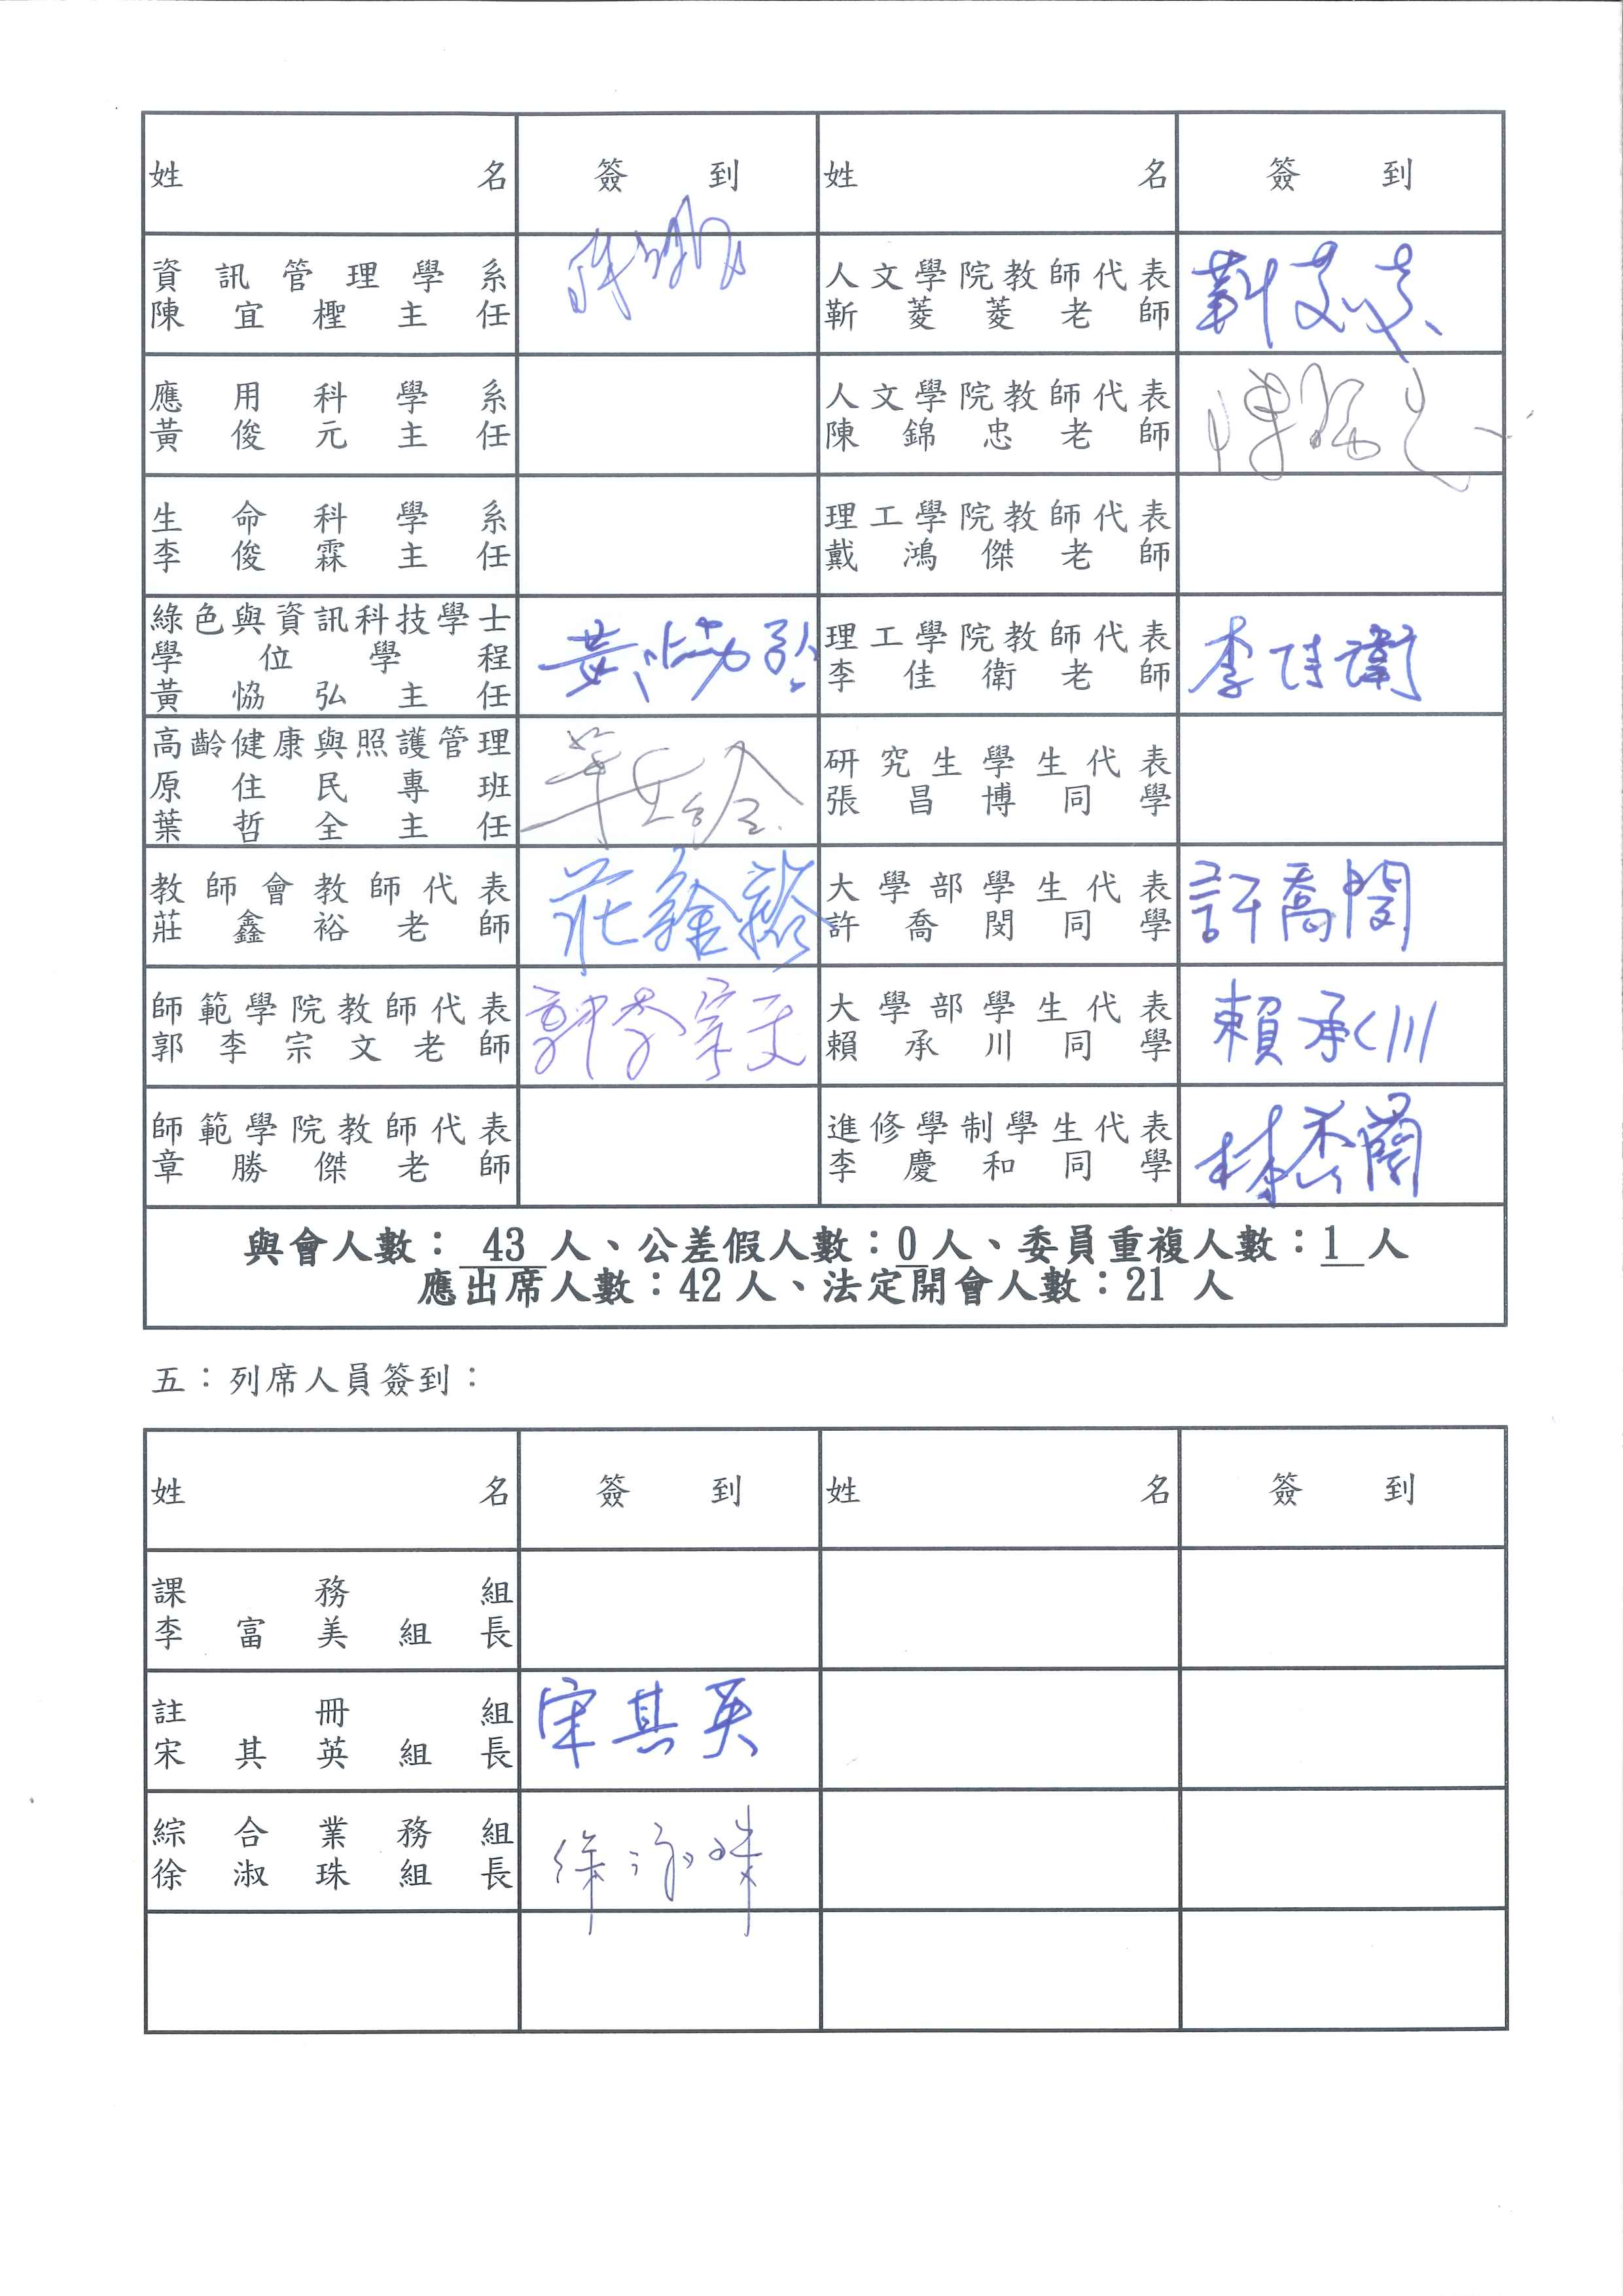 姓名 簽到 姓名 簽到
資訊管理學系
陳宜檉主任
人文學院教師代表
靳菱菱老師
靳菱菱
應用科學系
黃俊元主任
人文學院教師代表
陳錦忠老師
陳錦忠
生命科學系
李俊霖主任
理工學院教師代表
戴鴻傑老師
綠色與資訊科技學士
學位學程
黃恊弘主任
黃恊弘
理工學院教師代表
李佳衛老師
李佳衛
高齡健康與照護管理
原住民專班
葉哲全主任
研究生學生代表
張昌博同學
教師會教師代表
莊鑫裕老師
莊鑫裕
大學部學生代表
許喬閔同學
許喬閔
師範學院教師代表
郭李宗文老師
郭李宗文
大學部學生代表
賴承川同學
賴承川
師範學院教師代表
章勝傑老師
進修學制學生代表
李慶和同學
與會人數：43人、公差假人數：0人、委員重複人數：1人
應出席人數：42人、法定開會人數：21人
五：列席人員簽到：
姓名 簽到 姓名 簽到
課務組
李富美組長
註冊組
宋其英組長
宋其英
綜合業務組
徐淑珠組長
徐淑珠